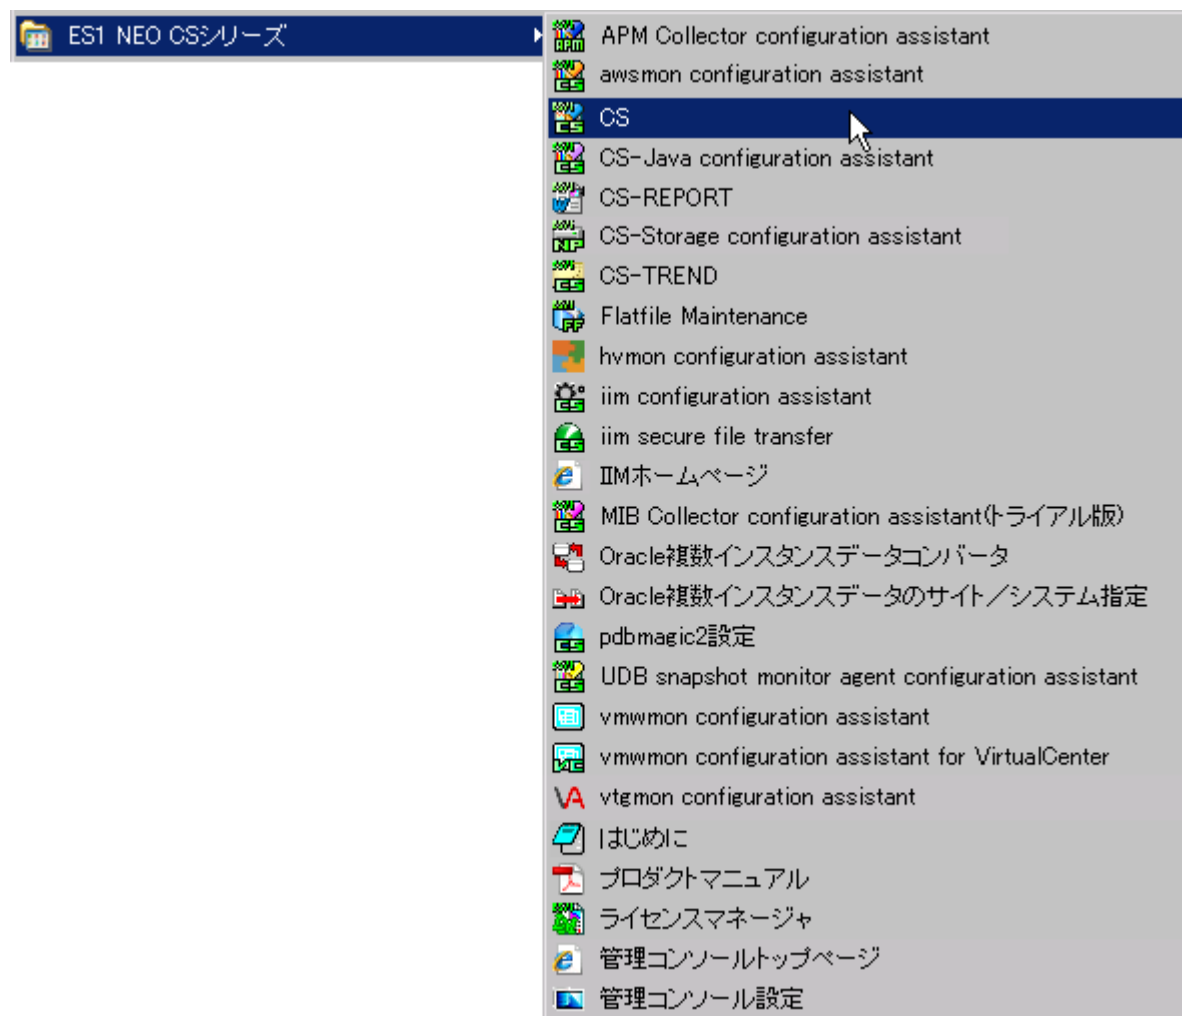 ES1 NEO CSシリーズ
APM Collector configuration assistant
awsmon configuration assistant
CS
CS-Java configuration assistant
CS-REPORT
CS-Storage configuration assistant
CS-TREND
Flatfile Maintenance
hvmon configuration assistant
iim configuration assistant
iim secure file transfer
IIMホームページ
MIB Collector configuration assistant(トライアル版)
Oracle複数インスタンスデータコンバータ
Oracle複数インスタンスデータのサイト／システム指定
pdbmagic2設定
UDB snapshot monitor agent configuration assistant
vmwmon configuration assistant
vmwmon configuration assistant for VirtualCenter
vtgmon configuration assistant
はじめに
プロダクトマニュアル
ライセンスマネージャ
管理コンソールトップページ
管理コンソール設定